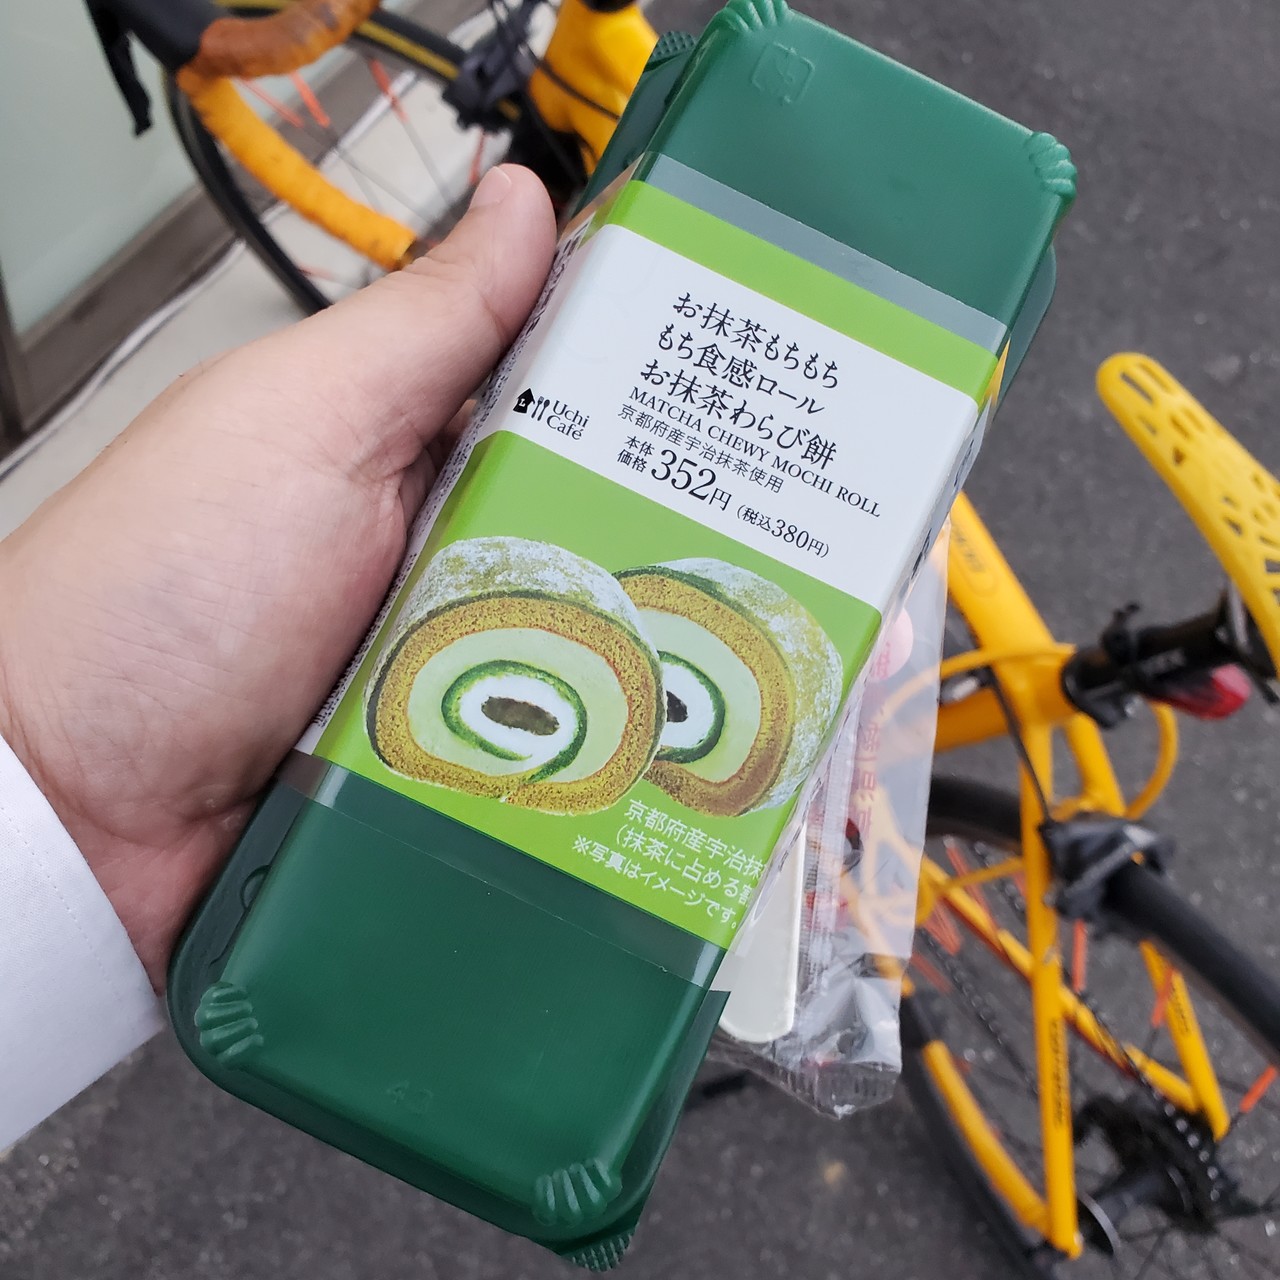 お抹茶もちもち
もち食感ロール
お抹茶わらび餅
MATCHA CHEWY MOCHI ROLL
京都府産宇治抹茶使用
本体
価格 352円 (税込380円)
Uchi
Café
京都府産宇治抹
(抹茶に占める割
※写真はイメージです。